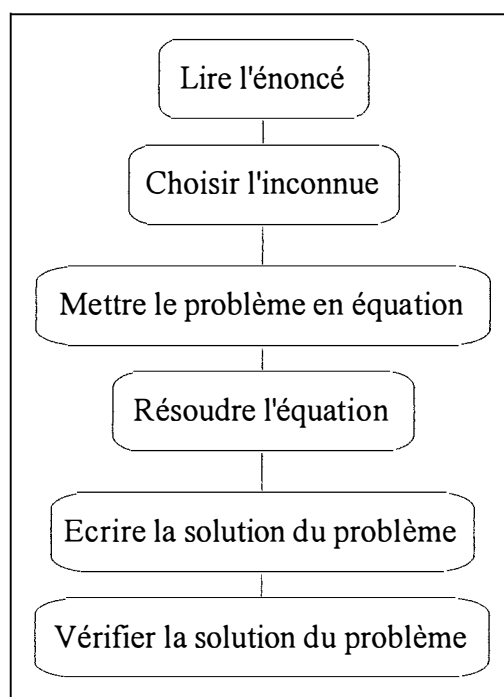 Lire l'énoncé
Choisir l'inconnue
Mettre le problème en équation
Résoudre l'équation
Ecrire la solution du problème
Vérifier la solution du problème